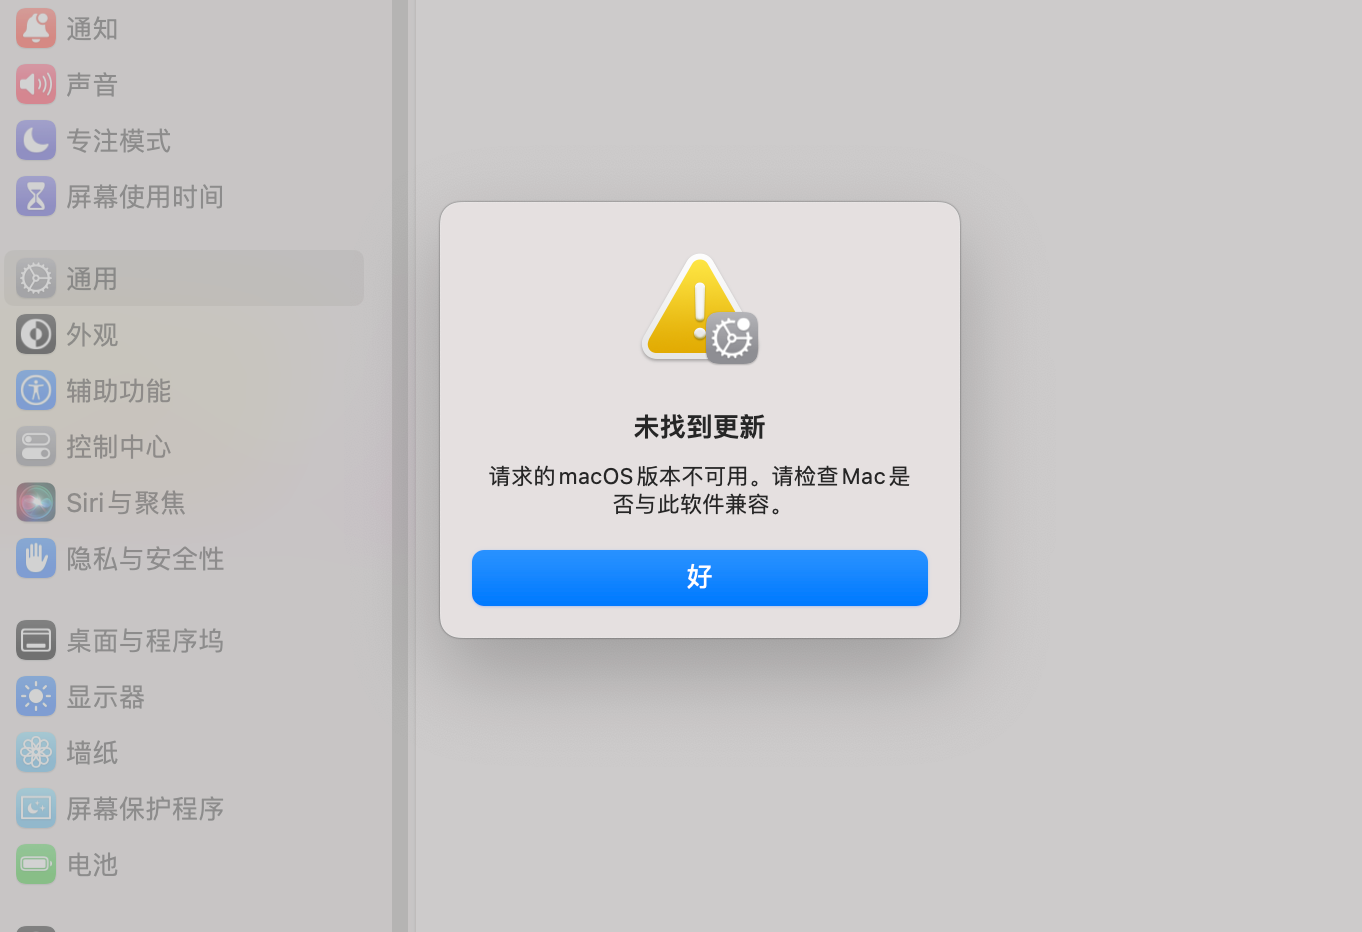 通知
声音
专注模式
屏幕使用时间
通用
外观
辅助功能
控制中心
Siri与聚焦
隐私与安全性
桌面与程序坞
显示器
墙纸
屏幕保护程序
电池
未找到更新
请求的macOS版本不可用。请检查Mac是
否与此软件兼容。
好